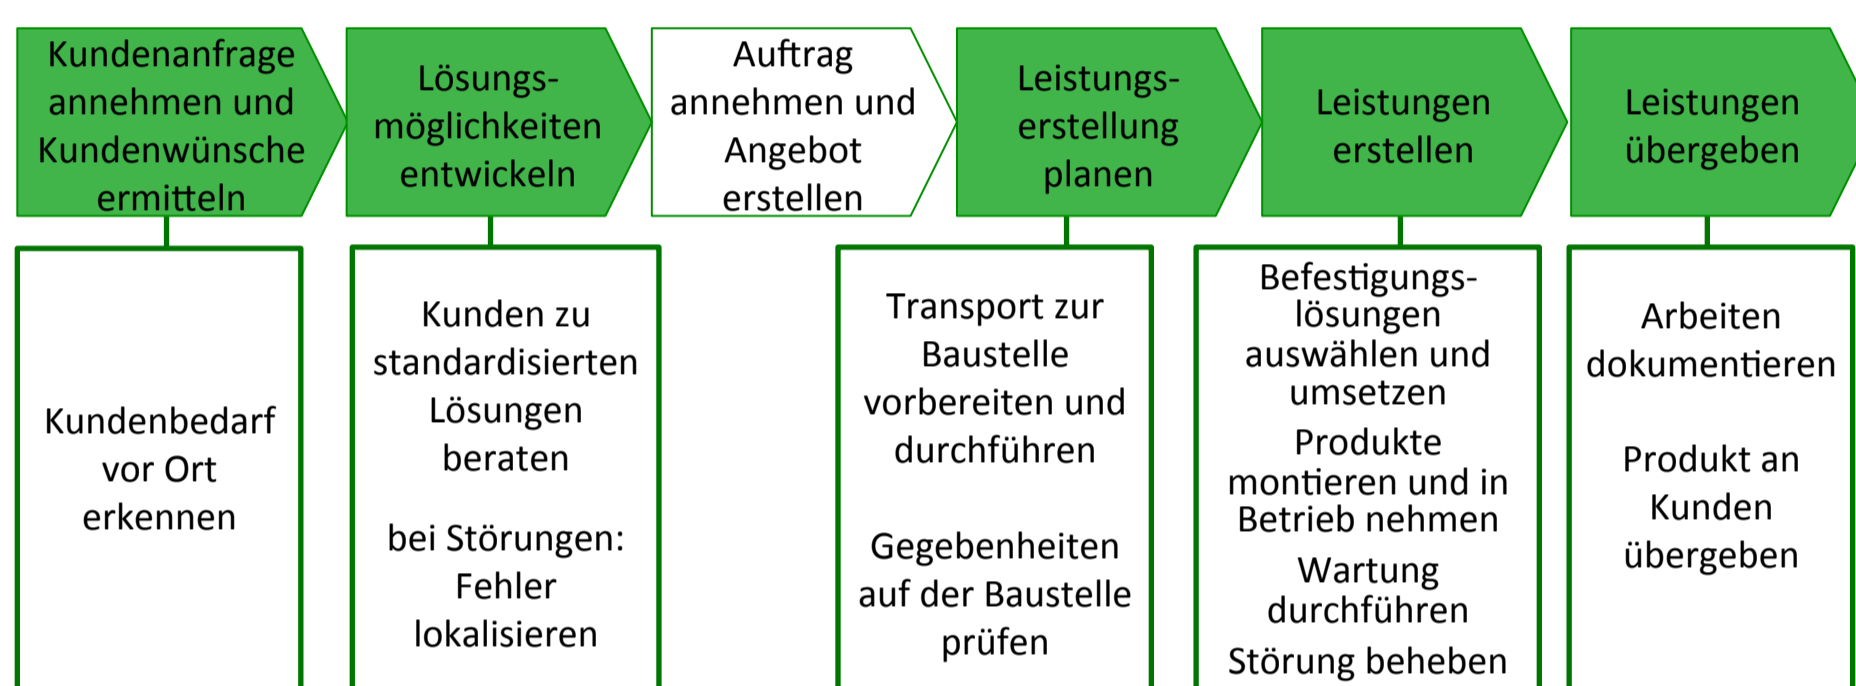 Kundenanfrage
annehmen und
Kundenwünsche
ermitteln
Lösungs-
möglichkeiten
entwickeln
Auftrag
annehmen und
Angebot
erstellen
Leistungs-
erstellung
planen
Leistungen
erstellen
Leistungen
übergeben
Kundenbedarf
vor Ort
erkennen
Kunden zu
standardisierten
Lösungen
beraten
bei Störungen:
Fehler
lokalisieren
Transport zur
Baustelle
vorbereiten und
durchführen
Gegebenheiten
auf der Baustelle
prüfen
Befestigungs-
lösungen
auswählen und
umsetzen
Produkte
montieren und in
Betrieb nehmen
Wartung
durchführen
Störung beheben
Arbeiten
dokumentieren
Produkt an
Kunden
übergeben